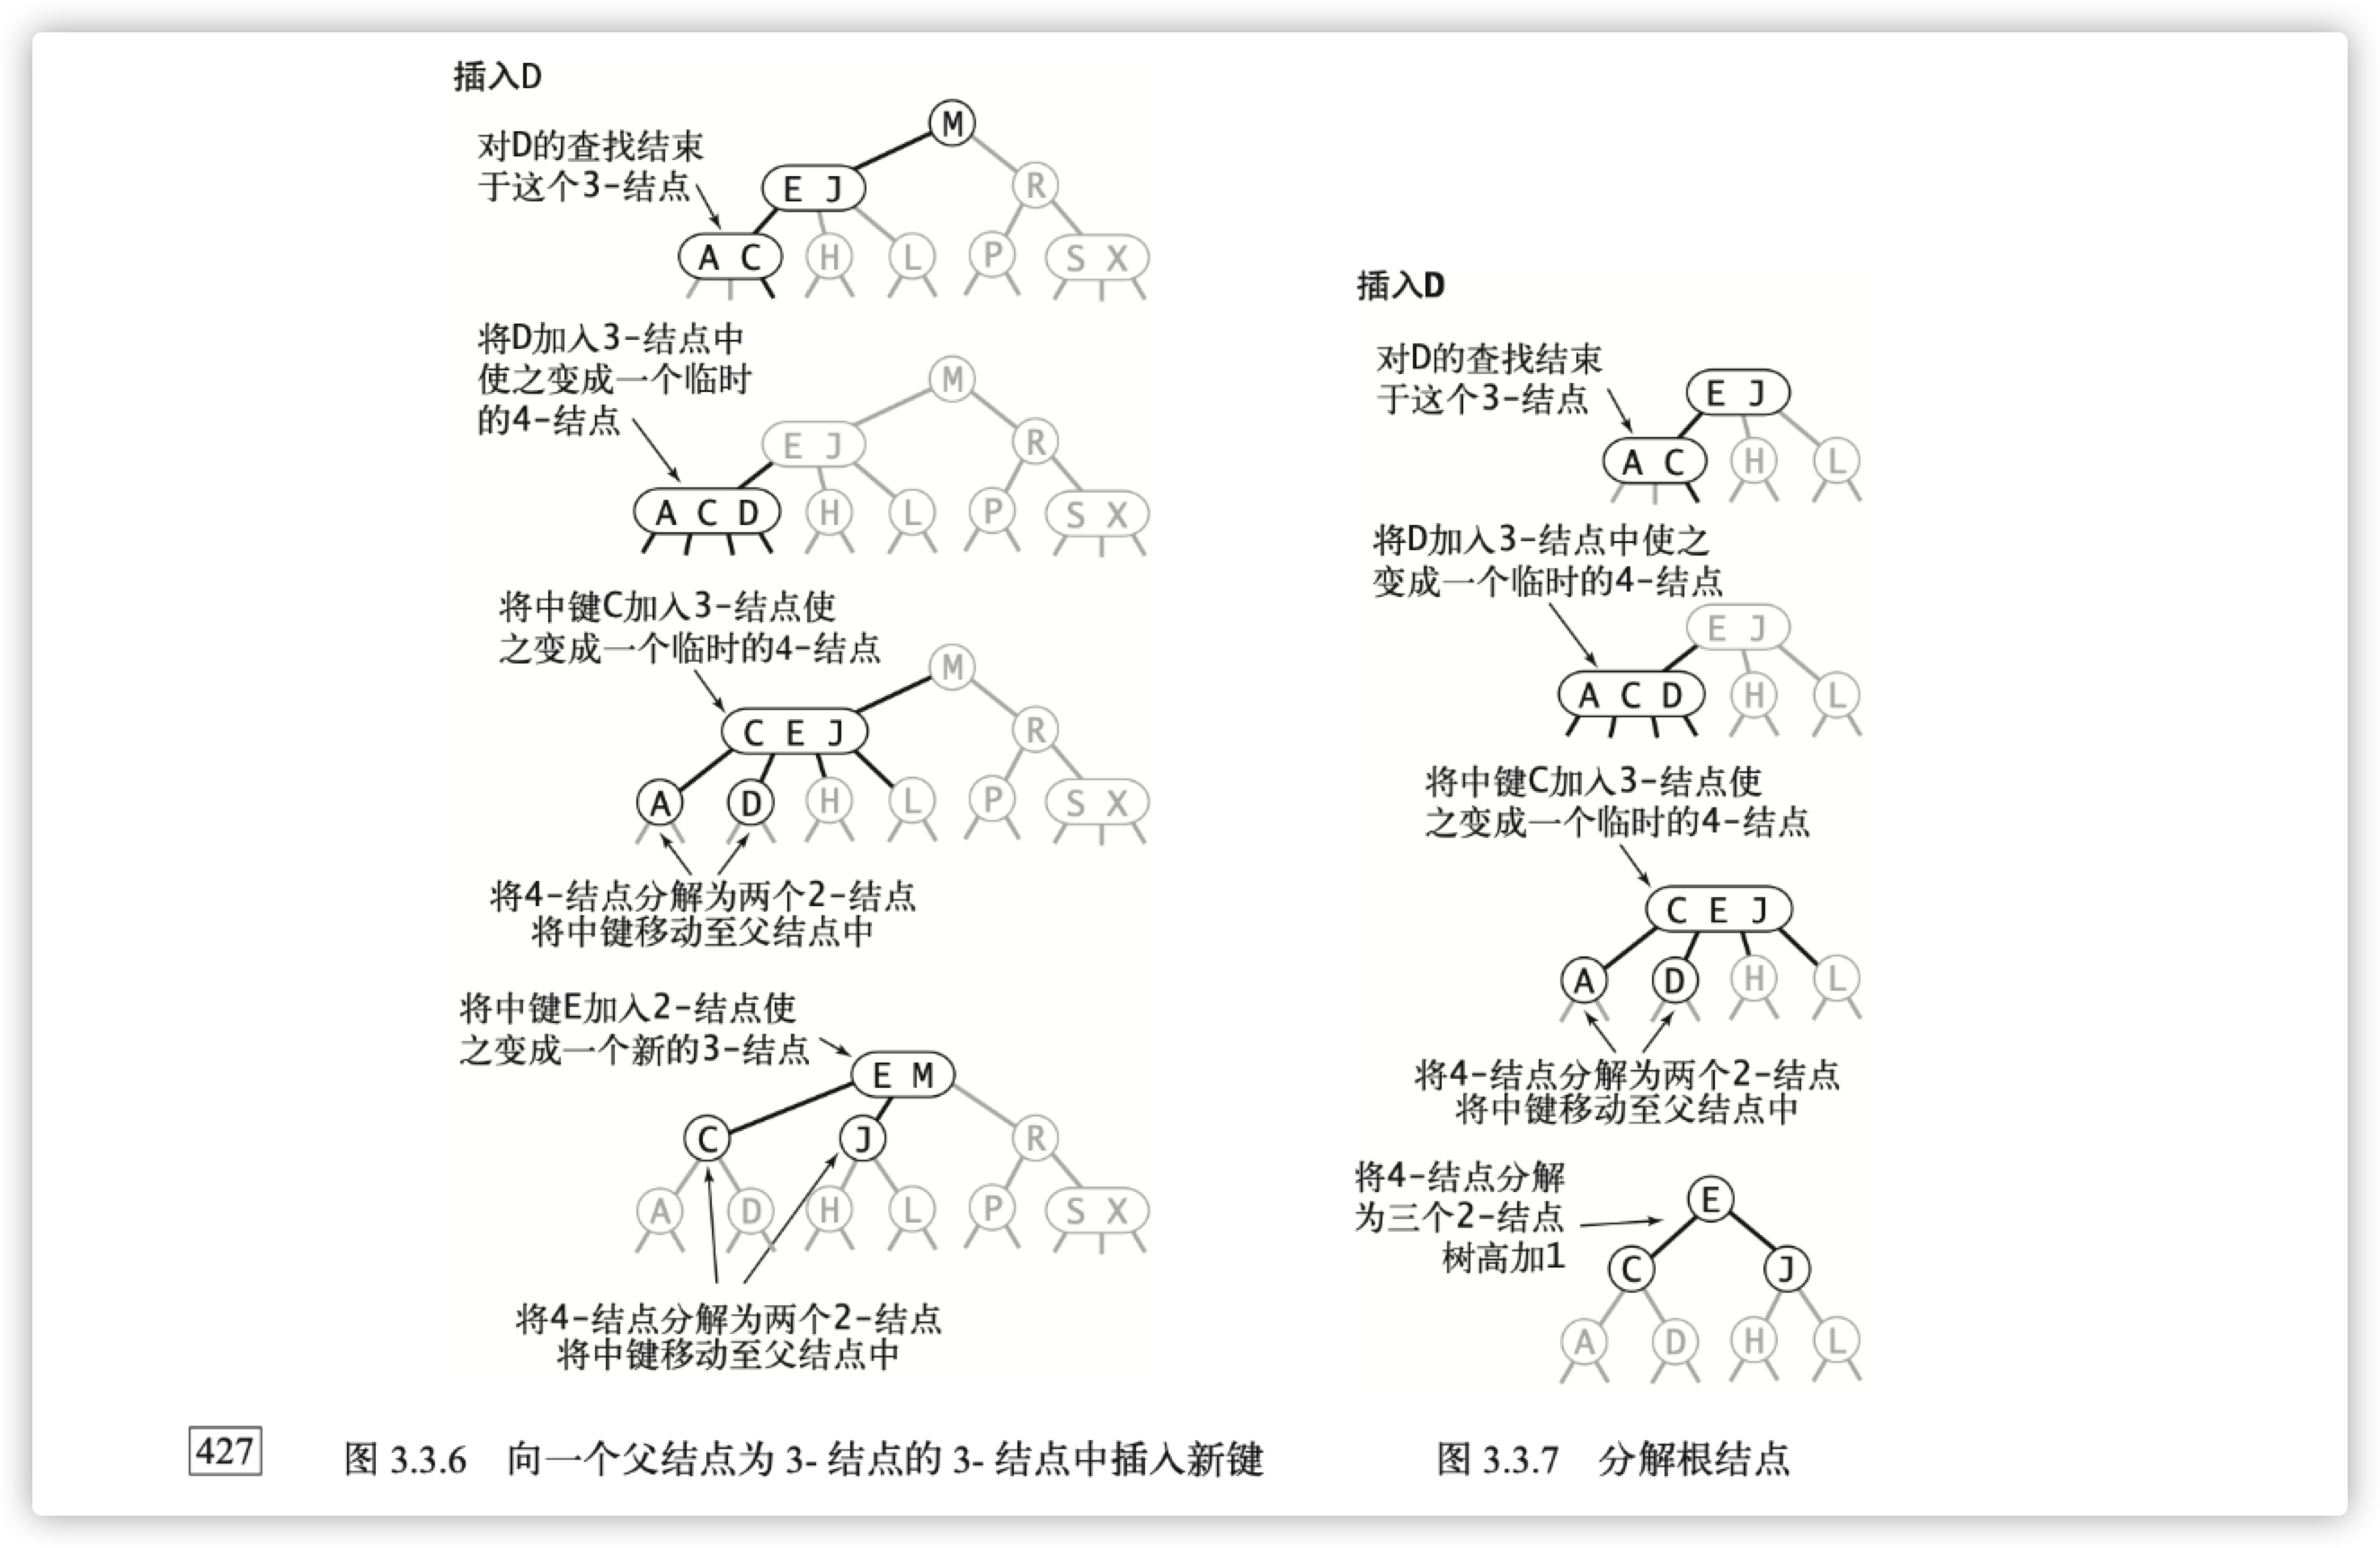 插入D
对D的查找结束
于这个3-结点
M
E J
R
A C
H
L
P
S X
将D加入3-结点中
使之变成一个临时
的4-结点
M
E J
R
A C D
H
L
P
S X
将中键C加入3-结点使
之变成一个临时的4-结点
M
C E J
R
A
D
H
L
P
S X
将4-结点分解为两个2-结点
将中键移动至父结点中
将中键E加入2-结点使
之变成一个新的3-结点
E M
C
J
R
A
D
H
L
P
S X
将4-结点分解为两个2-结点
将中键移动至父结点中
427
图 3.3.6 向一个父结点为 3- 结点的 3- 结点中插入新键
插入D
对D的查找结束
于这个3-结点
E J
A C
H
L
将D加入3-结点中使之
变成一个临时的4-结点
E J
A C D
H
L
将中键C加入3-结点使
之变成一个临时的4-结点
C E J
A
D
H
L
将4-结点分解为两个2-结点
将中键移动至父结点中
将4-结点分解
为三个2-结点
树高加1
E
C
J
A
D
H
L
图 3.3.7 分解根结点